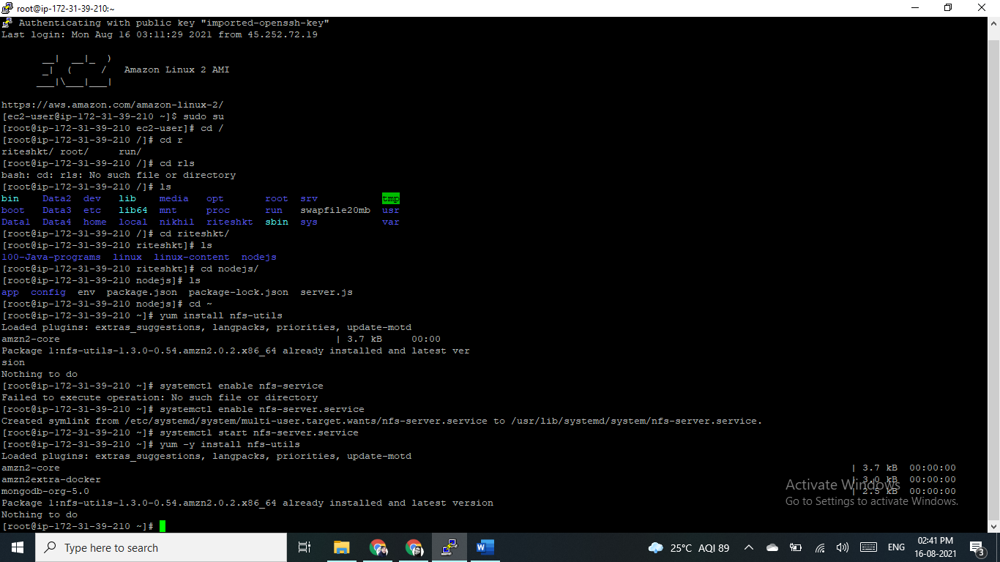 root@ip-172-31-39-210:~
Authenticating with public key "imported-openssh-key"
Last login: Mon Aug 16 03:11:29 2021 from 45.252.72.19
__|  __|_  )
_|  (     /   Amazon Linux 2 AMI
___|\___|___|
https://aws.amazon.com/amazon-linux-2/
[ec2-user@ip-172-31-39-210 ~]$ sudo su
[root@ip-172-31-39-210 ec2-user]# cd /
[root@ip-172-31-39-210 /]# cd r
riteshkt/ root/     run/
[root@ip-172-31-39-210 /]# cd rls
bash: cd: rls: No such file or directory
[root@ip-172-31-39-210 /]# ls
bin    Data2  dev   lib    media   opt       root  srv           tmp
boot   Data3  etc   lib64  mnt     proc      run   swapfile20mb  usr
Data1  Data4  home  local  nikhil  riteshkt  sbin  sys           var
[root@ip-172-31-39-210 /]# cd riteshkt/
[root@ip-172-31-39-210 riteshkt]# ls
100-Java-programs  linux  linux-content  nodejs
[root@ip-172-31-39-210 riteshkt]# cd nodejs/
[root@ip-172-31-39-210 nodejs]# ls
app  config  env  package.json  package-lock.json  server.js
[root@ip-172-31-39-210 nodejs]# cd ~
[root@ip-172-31-39-210 ~]# yum install nfs-utils
Loaded plugins: extras_suggestions, langpacks, priorities, update-motd
amzn2-core                                               | 3.7 kB     00:00
Package 1:nfs-utils-1.3.0-0.54.amzn2.0.2.x86_64 already installed and latest ver
sion
Nothing to do
[root@ip-172-31-39-210 ~]# systemctl enable nfs-service
Failed to execute operation: No such file or directory
[root@ip-172-31-39-210 ~]# systemctl enable nfs-server.service
Created symlink from /etc/systemd/system/multi-user.target.wants/nfs-server.service to /usr/lib/systemd/system/nfs-server.service.
[root@ip-172-31-39-210 ~]# systemctl start nfs-server.service
[root@ip-172-31-39-210 ~]# yum -y install nfs-utils
Loaded plugins: extras_suggestions, langpacks, priorities, update-motd
amzn2-core | 3.7 kB  00:00:00
amzn2extra-docker | 3.0 kB  00:00:00
mongodb-org-5.0 | 2.5 kB  00:00:00
Package 1:nfs-utils-1.3.0-0.54.amzn2.0.2.x86_64 already installed and latest version
Nothing to do
[root@ip-172-31-39-210 ~]#
Activate Windows
Go to Settings to activate Windows.
Type here to search
25°C  AQI 89
ENG
02:41 PM
16-08-2021
3